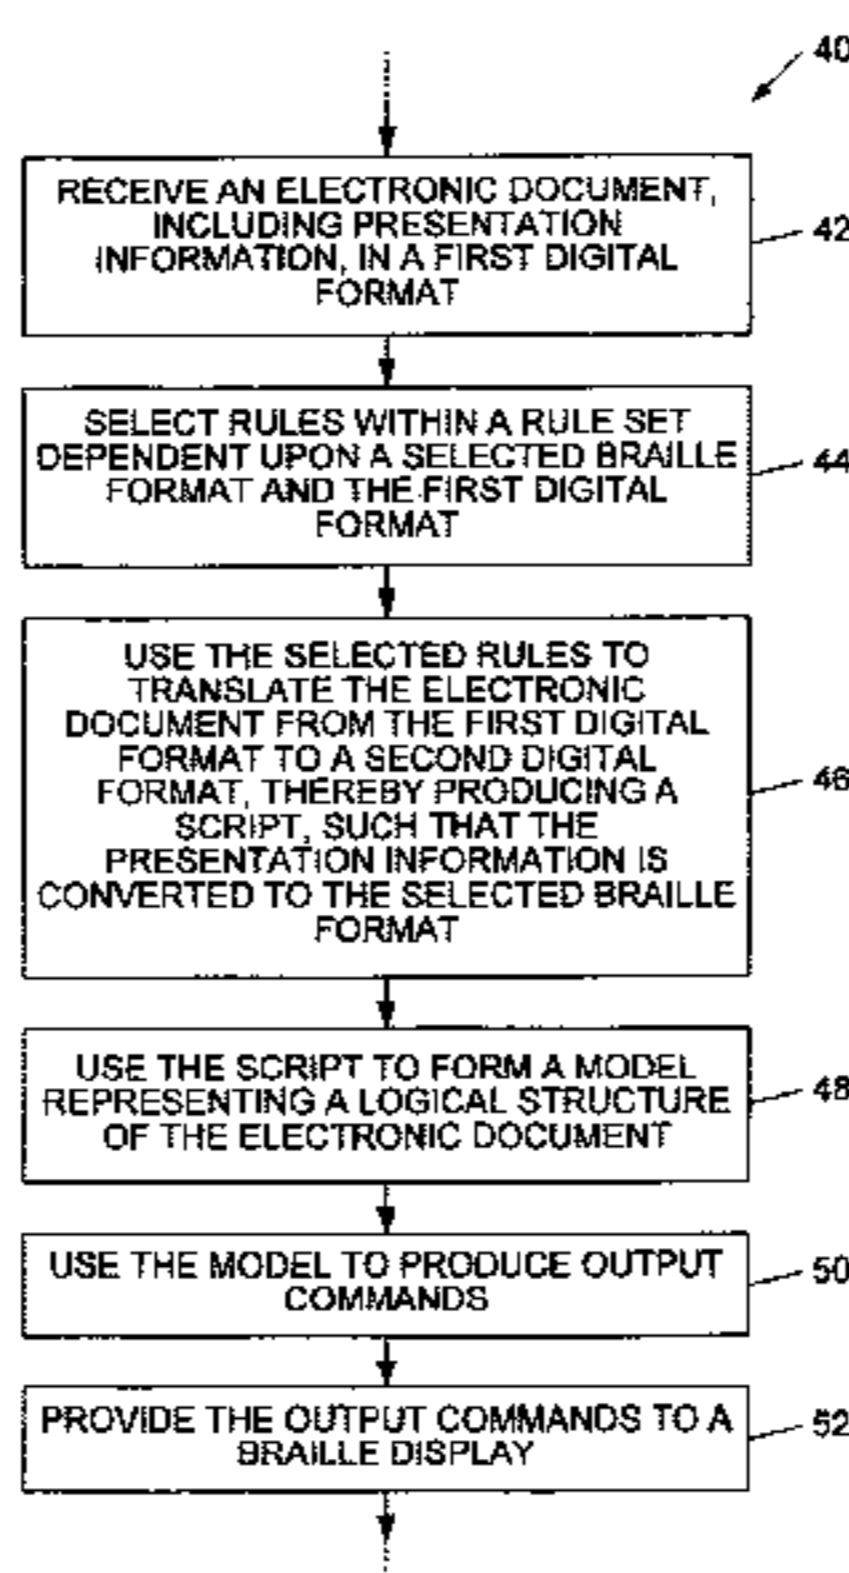 40
RECEIVE AN ELECTRONIC DOCUMENT,
INCLUDING PRESENTATION
INFORMATION, IN A FIRST DIGITAL
FORMAT
42
SELECT RULES WITHIN A RULE SET
DEPENDENT UPON A SELECTED BRAILLE
FORMAT AND THE FIRST DIGITAL
FORMAT
44
USE THE SELECTED RULES TO
TRANSLATE THE ELECTRONIC
DOCUMENT FROM THE FIRST DIGITAL
FORMAT TO A SECOND DIGITAL
FORMAT, THEREBY PRODUCING A
SCRIPT, SUCH THAT THE
PRESENTATION INFORMATION IS
CONVERTED TO THE SELECTED BRAILLE
FORMAT
46
USE THE SCRIPT TO FORM A MODEL
REPRESENTING A LOGICAL STRUCTURE
OF THE ELECTRONIC DOCUMENT
48
USE THE MODEL TO PRODUCE OUTPUT
COMMANDS
50
PROVIDE THE OUTPUT COMMANDS TO A
BRAILLE DISPLAY
52